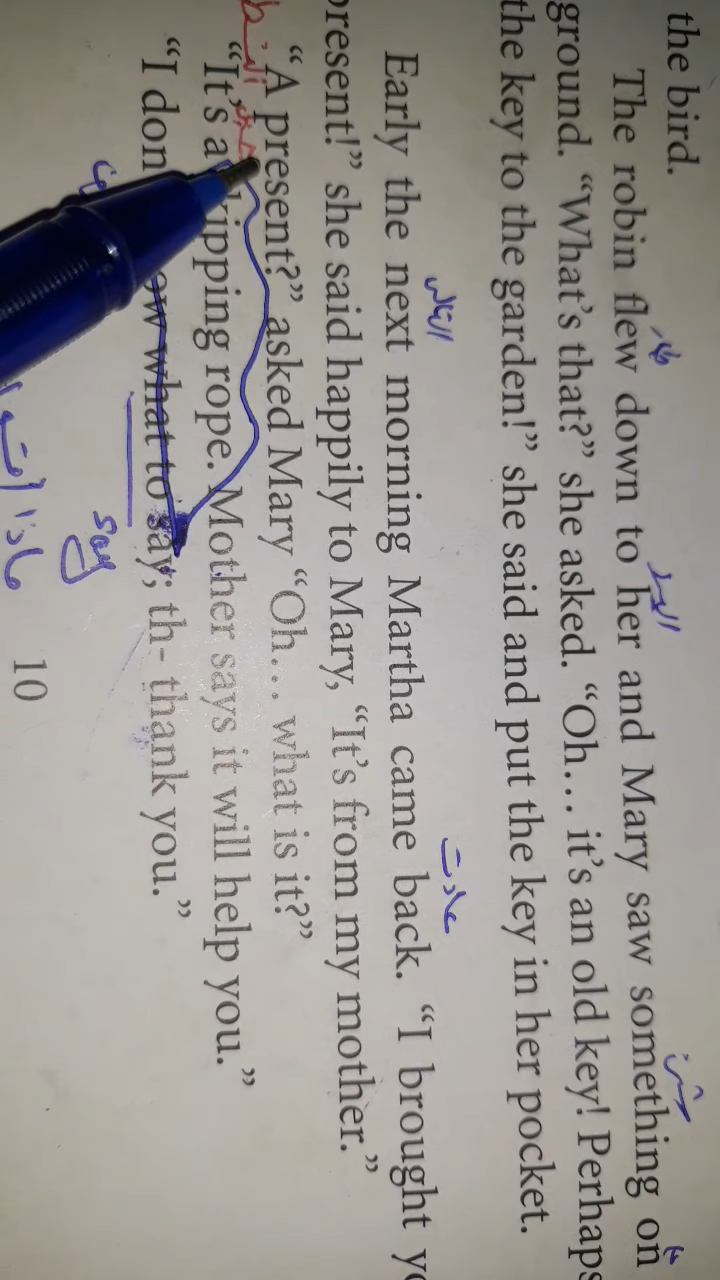 the bird.
The robin flew down to her and Mary saw something on
ground. “What’s that?” she asked. “Oh... it’s an old key! Perhaps
the key to the garden!” she said and put the key in her pocket.
التالي
عادت
Early the next morning Martha came back. “I brought
present!” she said happily to Mary, “It’s from my mother.”
“A present?” asked Mary “Oh... what is it?”
“It’s a skipping rope. Mother says it will help you.”
“I don know what to say; th- thank you.”
say
ماذا
10